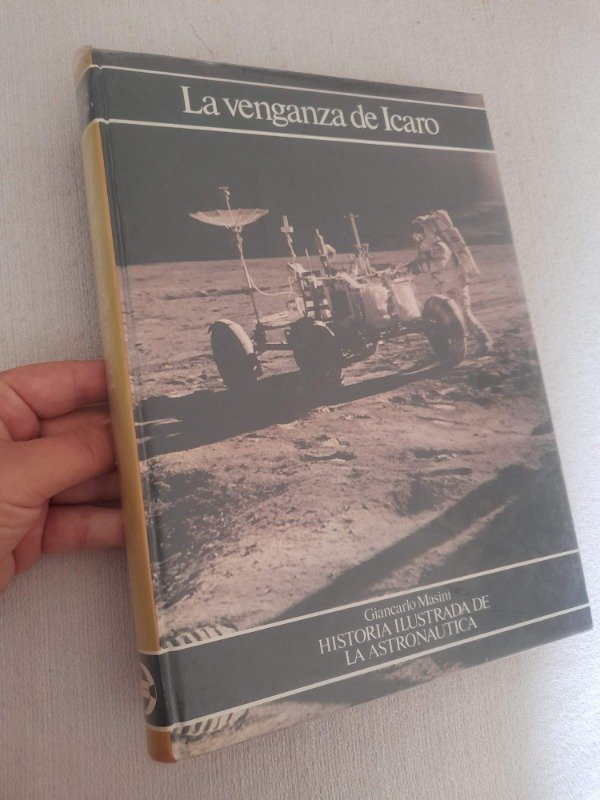 La venganza de Icaro
Giancarlo Masini
HISTORIA ILUSTRADA DE
LA ASTRONAUTICA